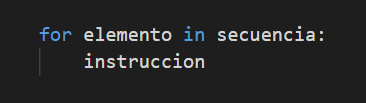 for elemento in secuencia:
    instruccion